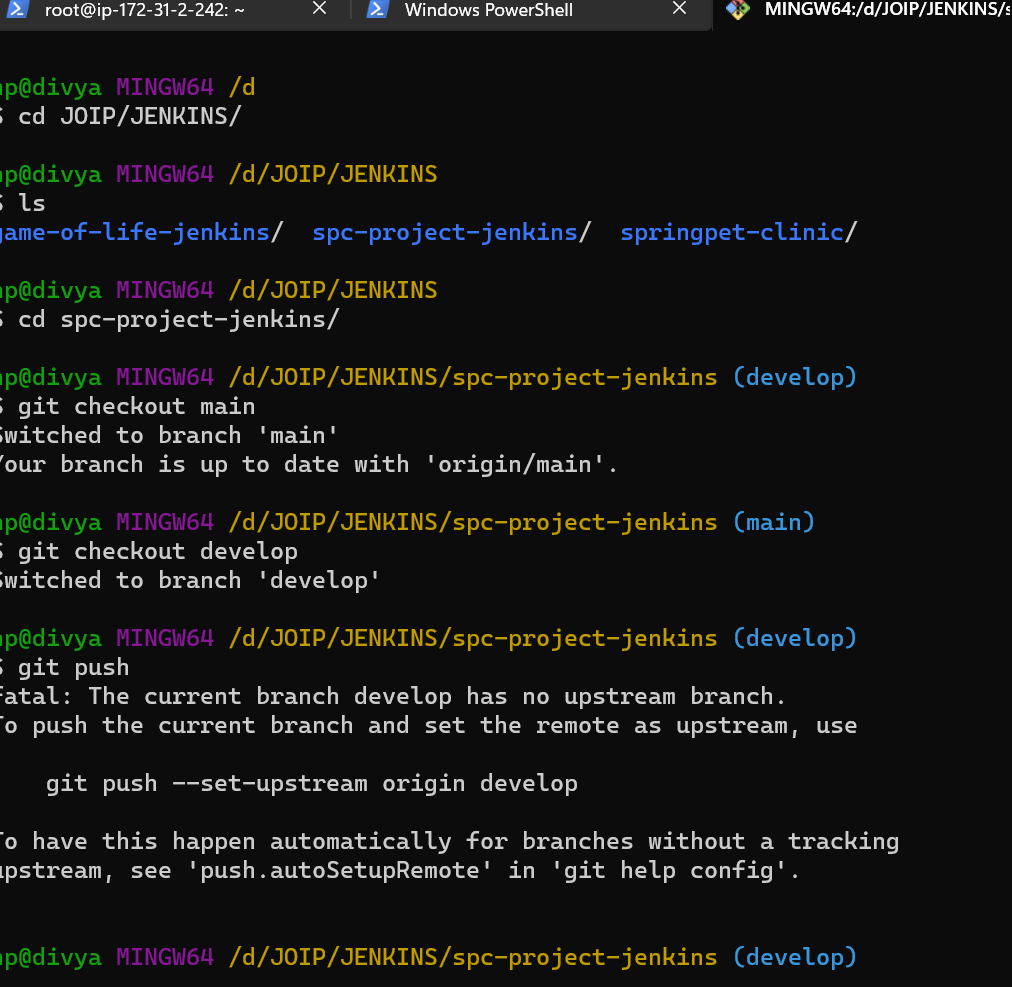 root@ip-172-31-2-242: ~ Windows PowerShell MINGW64:/d/JOIP/JENKINS/s
np@divya MINGW64 /d
$ cd JOIP/JENKINS/
np@divya MINGW64 /d/JOIP/JENKINS
$ ls
game-of-life-jenkins/ spc-project-jenkins/ springpet-clinic/
np@divya MINGW64 /d/JOIP/JENKINS
$ cd spc-project-jenkins/
np@divya MINGW64 /d/JOIP/JENKINS/spc-project-jenkins (develop)
$ git checkout main
Switched to branch 'main'
Your branch is up to date with 'origin/main'.
np@divya MINGW64 /d/JOIP/JENKINS/spc-project-jenkins (main)
$ git checkout develop
Switched to branch 'develop'
np@divya MINGW64 /d/JOIP/JENKINS/spc-project-jenkins (develop)
$ git push
fatal: The current branch develop has no upstream branch.
To push the current branch and set the remote as upstream, use
git push --set-upstream origin develop
To have this happen automatically for branches without a tracking
upstream, see 'push.autoSetupRemote' in 'git help config'.
np@divya MINGW64 /d/JOIP/JENKINS/spc-project-jenkins (develop)